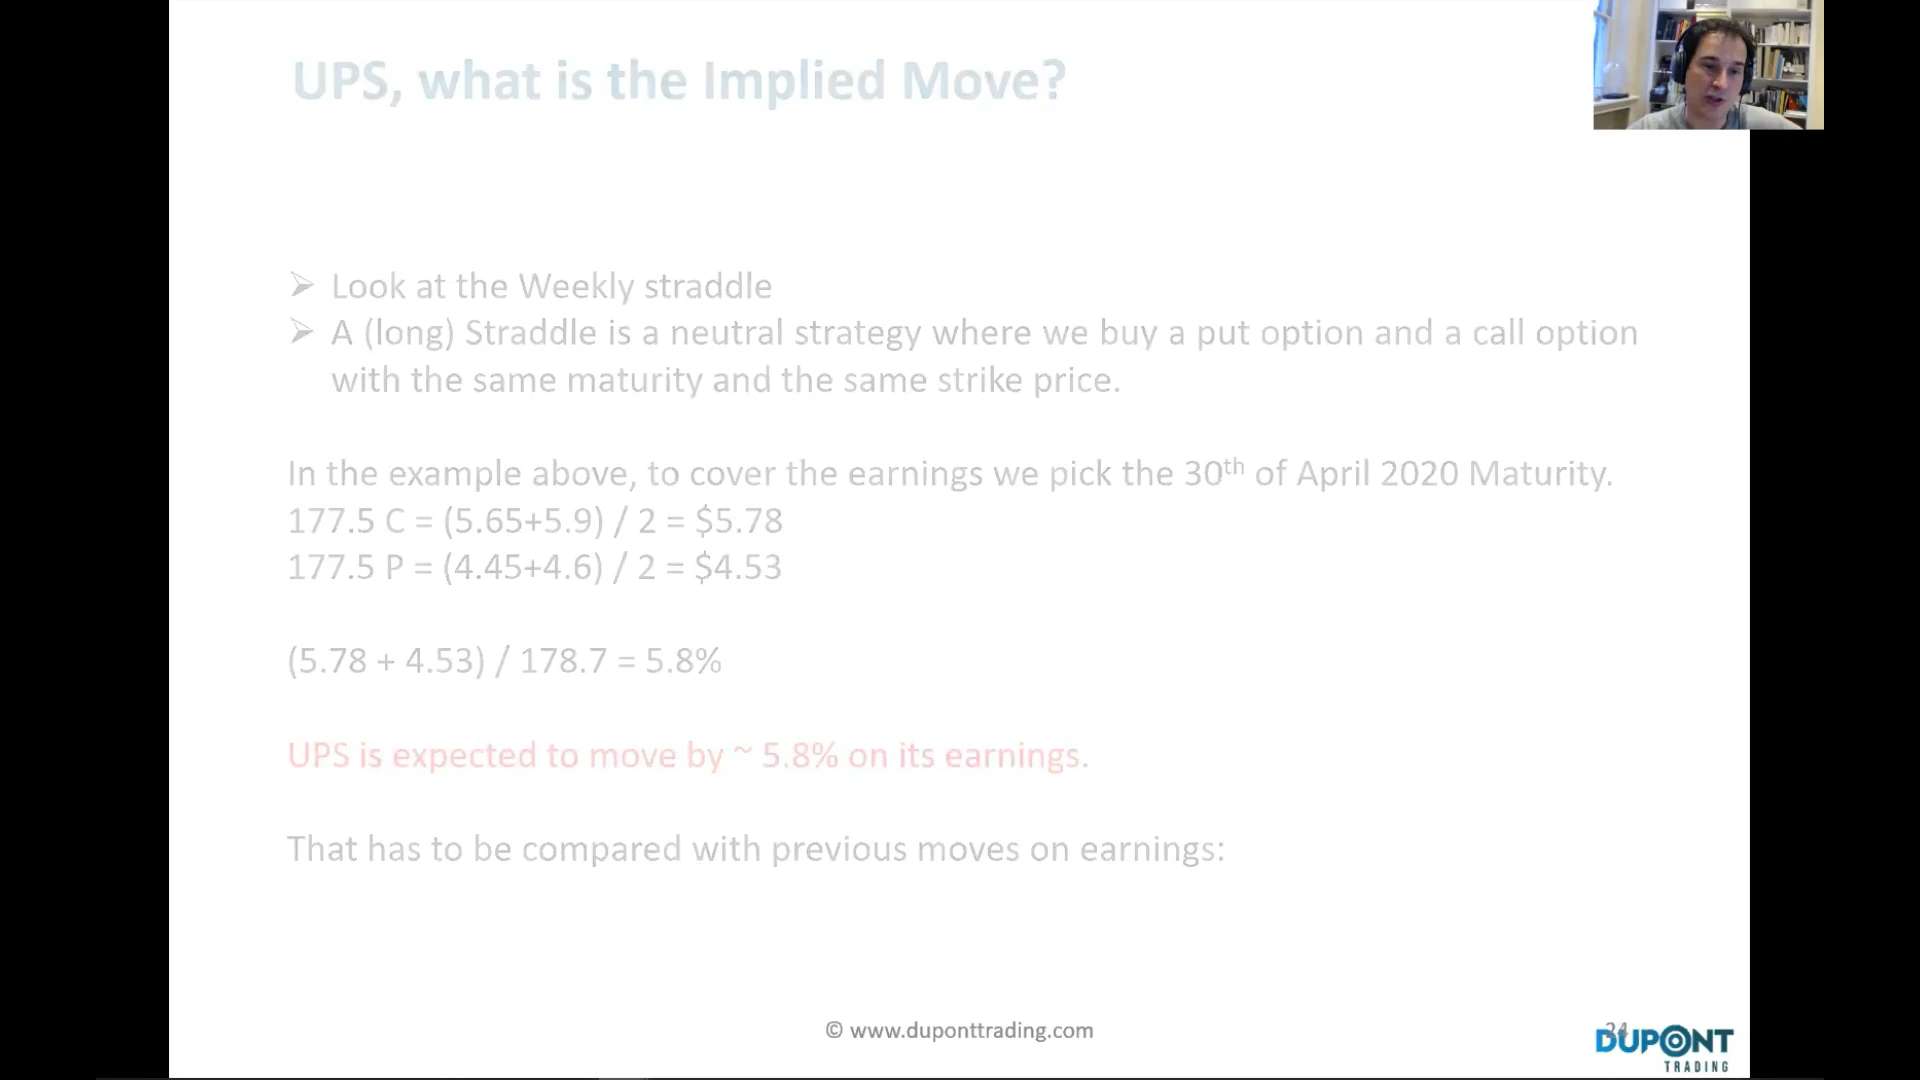 UPS, what is the Implied Move?
➢ Look at the Weekly straddle
➢ A (long) Straddle is a neutral strategy where we buy a put option and a call option
with the same maturity and the same strike price.
In the example above, to cover the earnings we pick the 30th of April 2020 Maturity.
177.5 C = (5.65+5.9) / 2 = $5.78
177.5 P = (4.45+4.6) / 2 = $4.53
(5.78 + 4.53) / 178.7 = 5.8%
UPS is expected to move by ~ 5.8% on its earnings.
That has to be compared with previous moves on earnings:
© www.duponttrading.com
24
DUPONT
TRADING